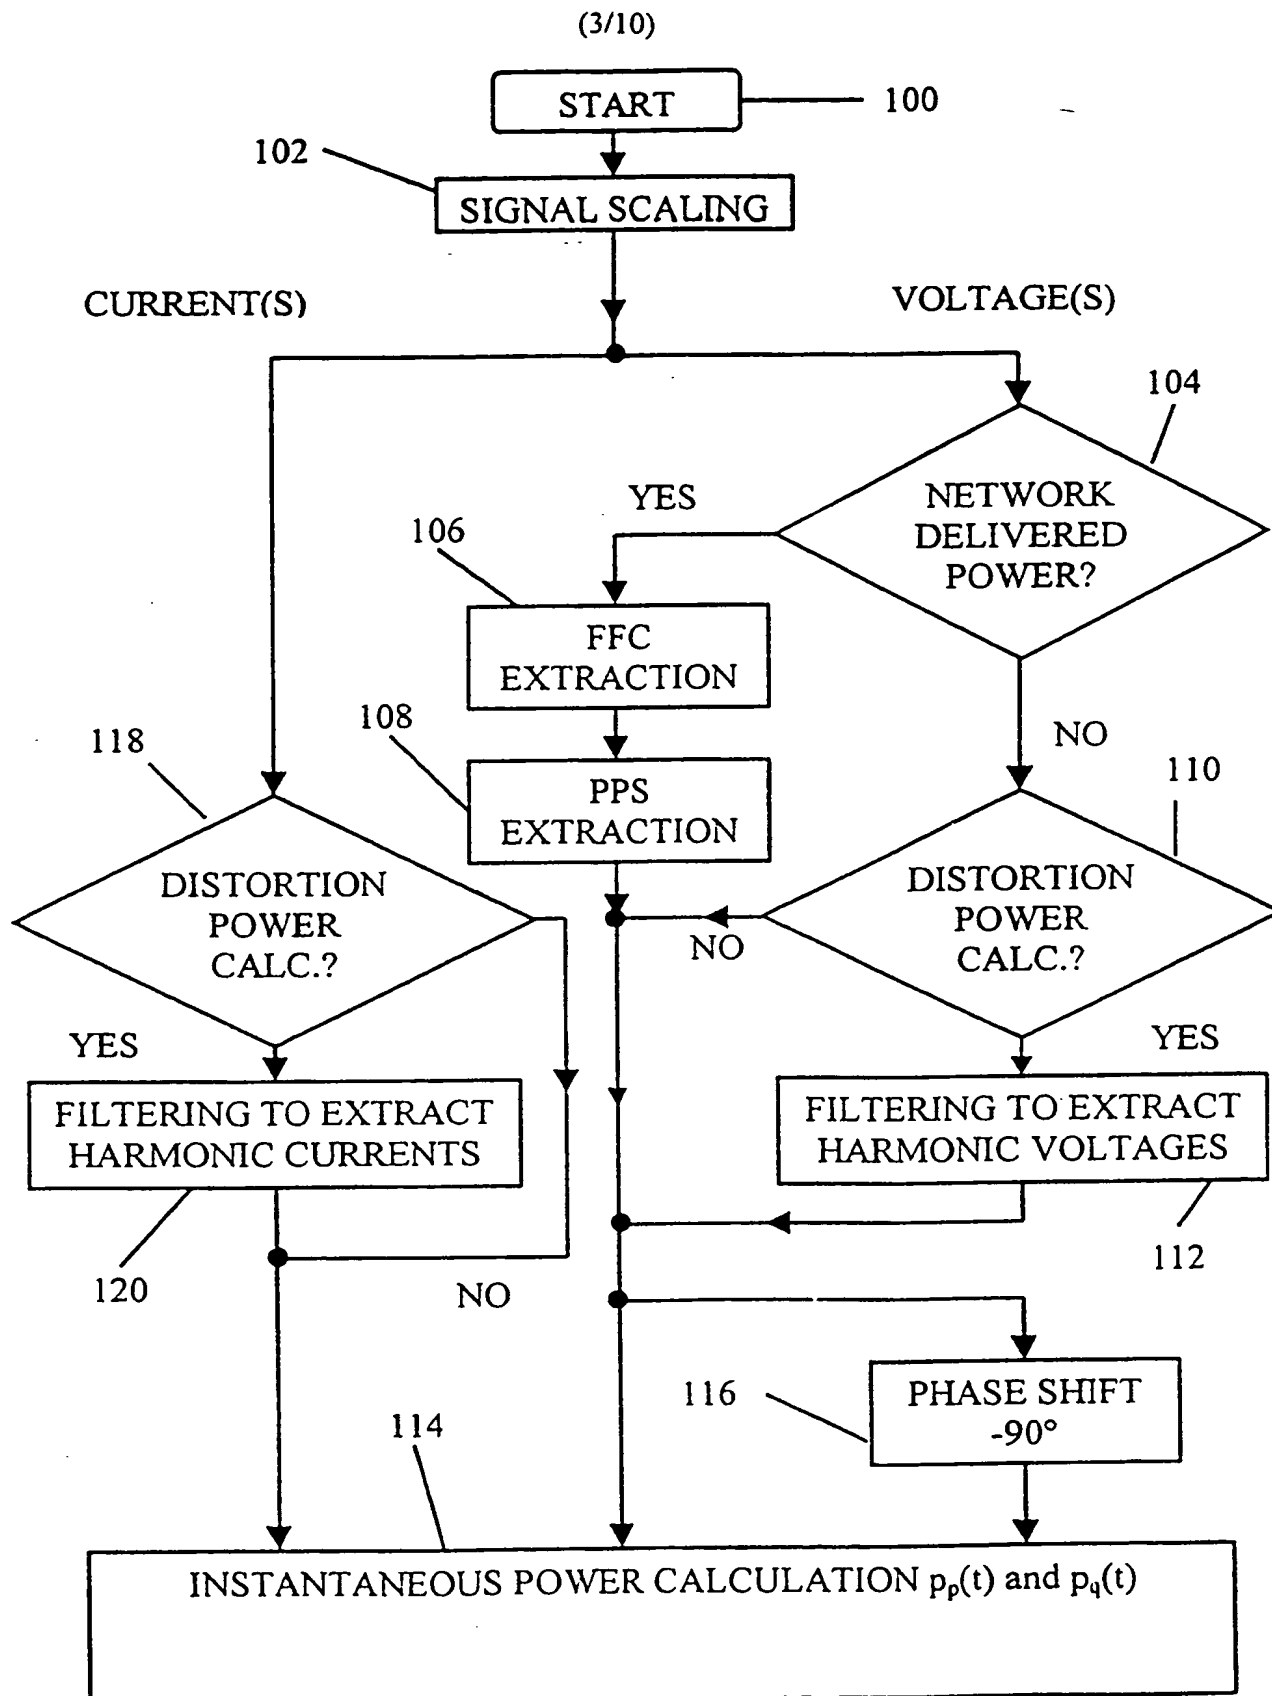 (3/10)
START
100
102
SIGNAL SCALING
CURRENT(S)
VOLTAGE(S)
104
YES
NETWORK
DELIVERED
POWER?
106
FFC
EXTRACTION
NO
108
118
PPS
EXTRACTION
110
DISTORTION
POWER
CALC.?
NO
DISTORTION
POWER
CALC.?
YES
YES
FILTERING TO EXTRACT
HARMONIC CURRENTS
FILTERING TO EXTRACT
HARMONIC VOLTAGES
120
NO
112
116
PHASE SHIFT
-90°
114
INSTANTANEOUS POWER CALCULATION pp(t) and pq(t)